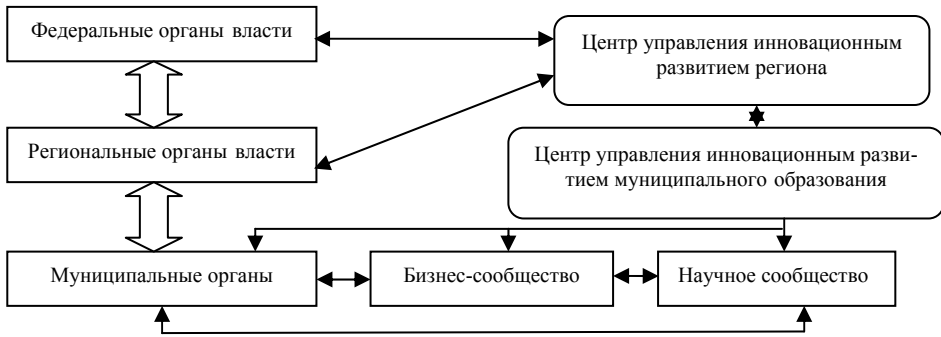 Федеральные органы власти
Центр управления инновационным
развитием региона
Региональные органы власти
Центр управления инновационным разви-
тием муниципального образования
Муниципальные органы
Бизнес-сообщество
Научное сообщество